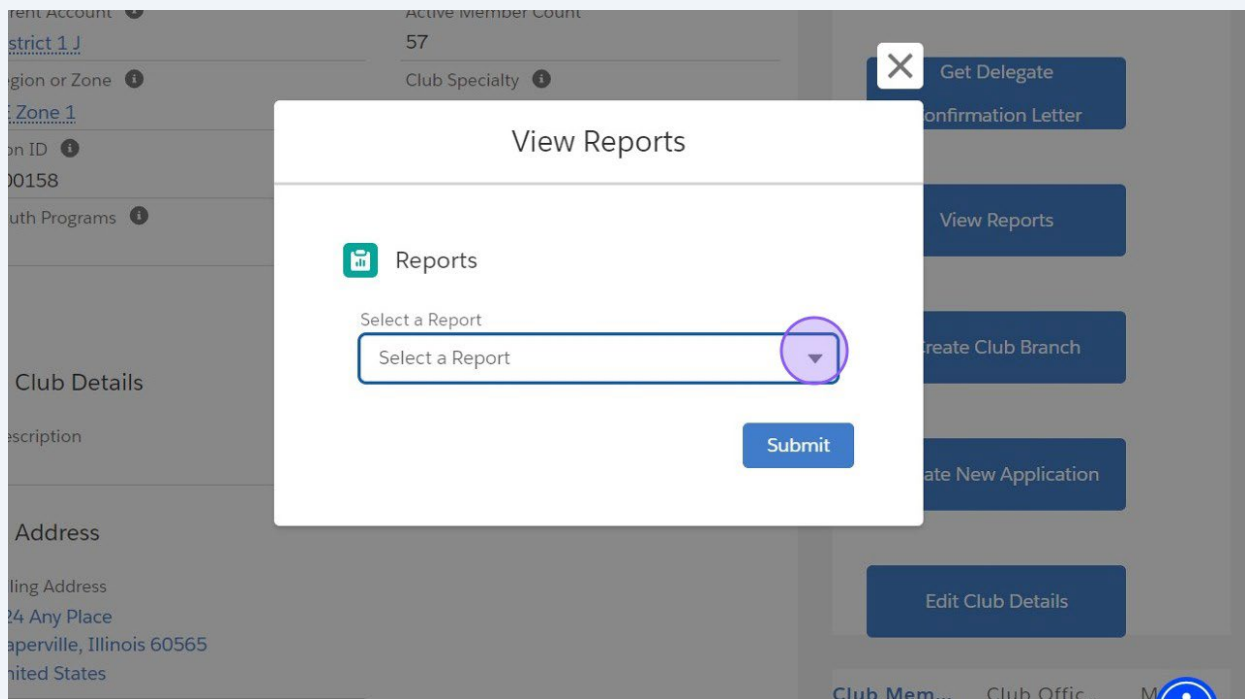 rent Account
Active Member Count
strict 1 J
57
egion or Zone
Club Specialty
Get Delegate
onfirmation Letter
E Zone 1
View Reports
on ID
00158
uth Programs
View Reports
Reports
Select a Report
Select a Report
reate Club Branch
Club Details
escription
Submit
ate New Application
Address
ling Address
24 Any Place
aperville, Illinois 60565
nited States
Edit Club Details
Club Mem...
Club Offic
M